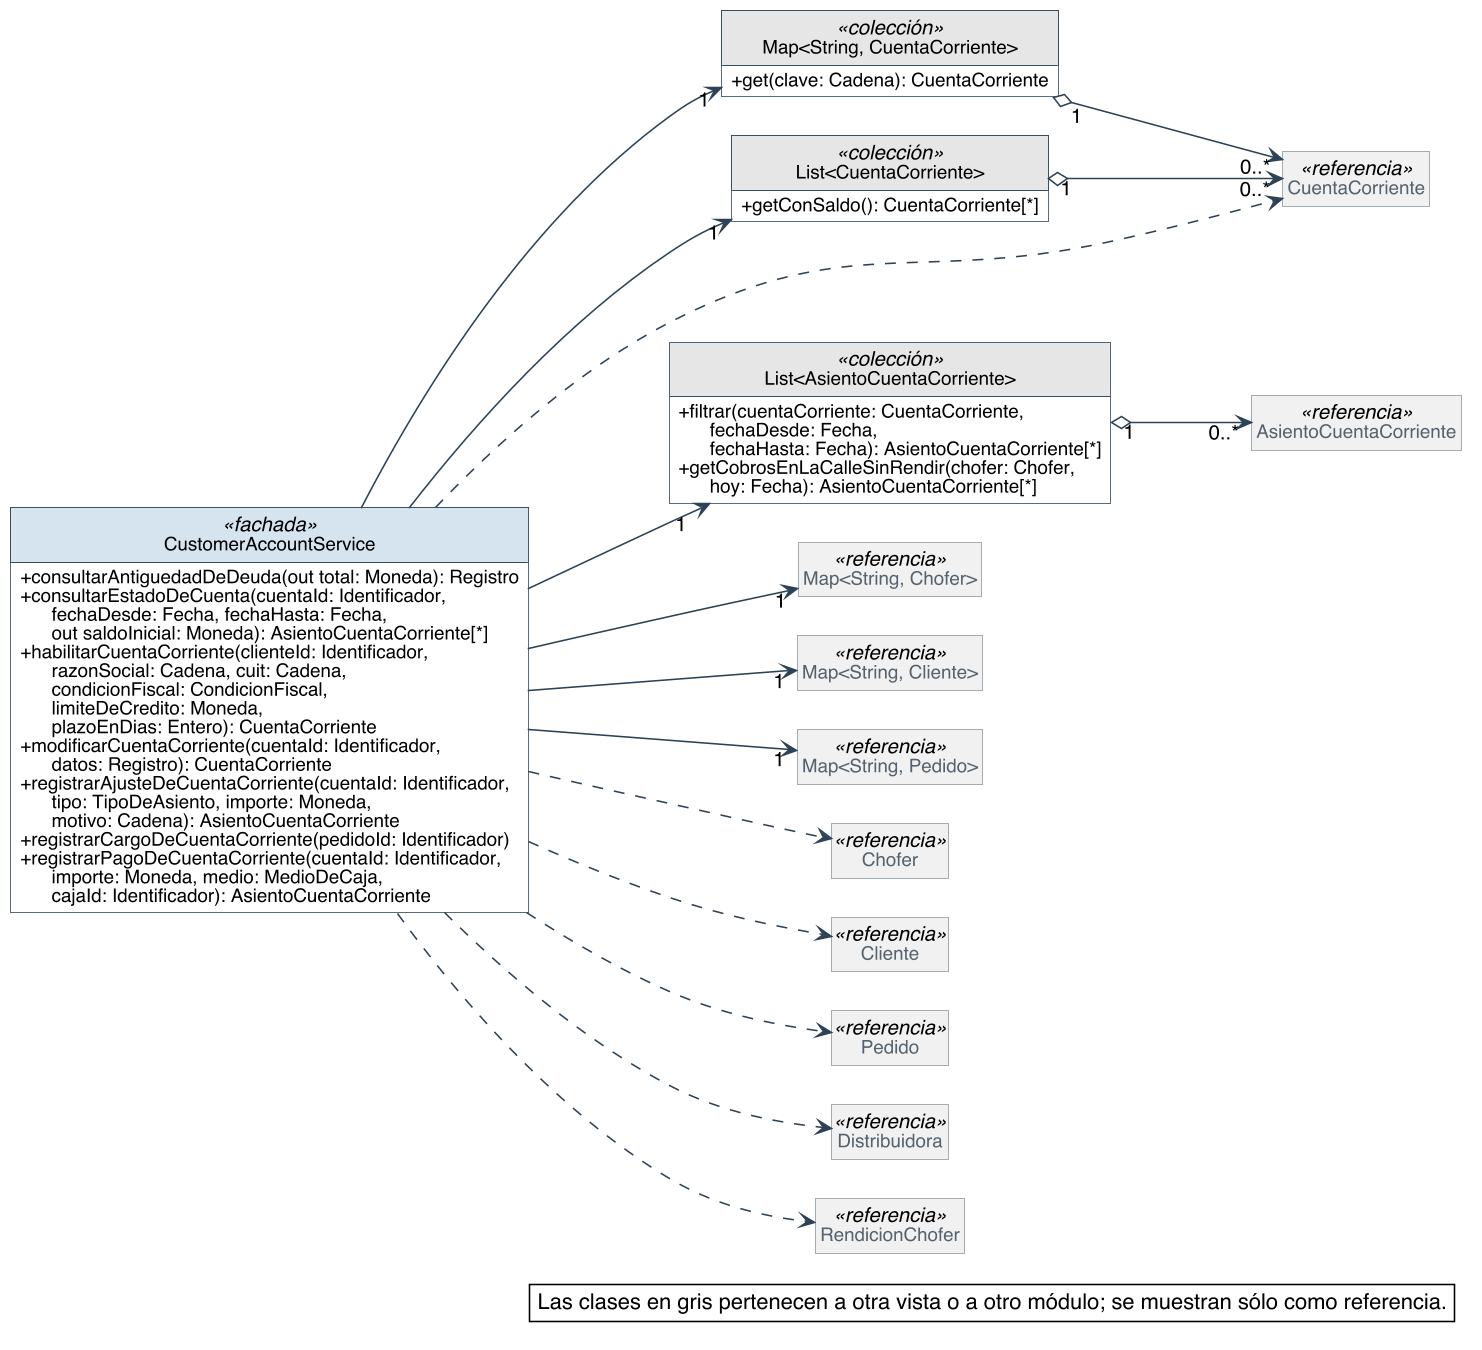 «colección»
Map<String, CuentaCorriente>
+get(clave: Cadena): CuentaCorriente
1
1
«colección»
List<CuentaCorriente>
+getConSaldo(): CuentaCorriente[*]
1
1
0..*
0..*
«referencia»
CuentaCorriente
«colección»
List<AsientoCuentaCorriente>
+filtrar(cuentaCorriente: CuentaCorriente,
fechaDesde: Fecha,
fechaHasta: Fecha): AsientoCuentaCorriente[*]
+getCobrosEnLaCalleSinRendir(chofer: Chofer,
hoy: Fecha): AsientoCuentaCorriente[*]
1
1
0..*
«referencia»
AsientoCuentaCorriente
«fachada»
CustomerAccountService
+consultarAntiguedadDeDeuda(out total: Moneda): Registro
+consultarEstadoDeCuenta(cuentaId: Identificador,
fechaDesde: Fecha, fechaHasta: Fecha,
out saldoInicial: Moneda): AsientoCuentaCorriente[*]
+habilitarCuentaCorriente(clienteId: Identificador,
razonSocial: Cadena, cuit: Cadena,
condicionFiscal: CondicionFiscal,
limiteDeCredito: Moneda,
plazoEnDias: Entero): CuentaCorriente
+modificarCuentaCorriente(cuentaId: Identificador,
datos: Registro): CuentaCorriente
+registrarAjusteDeCuentaCorriente(cuentaId: Identificador,
tipo: TipoDeAsiento, importe: Moneda,
motivo: Cadena): AsientoCuentaCorriente
+registrarCargoDeCuentaCorriente(pedidoId: Identificador)
+registrarPagoDeCuentaCorriente(cuentaId: Identificador,
importe: Moneda, medio: MedioDeCaja,
cajaId: Identificador): AsientoCuentaCorriente
1
«referencia»
Map<String, Chofer>
1
«referencia»
Map<String, Cliente>
1
«referencia»
Map<String, Pedido>
«referencia»
Chofer
«referencia»
Cliente
«referencia»
Pedido
«referencia»
Distribuidora
«referencia»
RendicionChofer
Las clases en gris pertenecen a otra vista o a otro módulo; se muestran sólo como referencia.